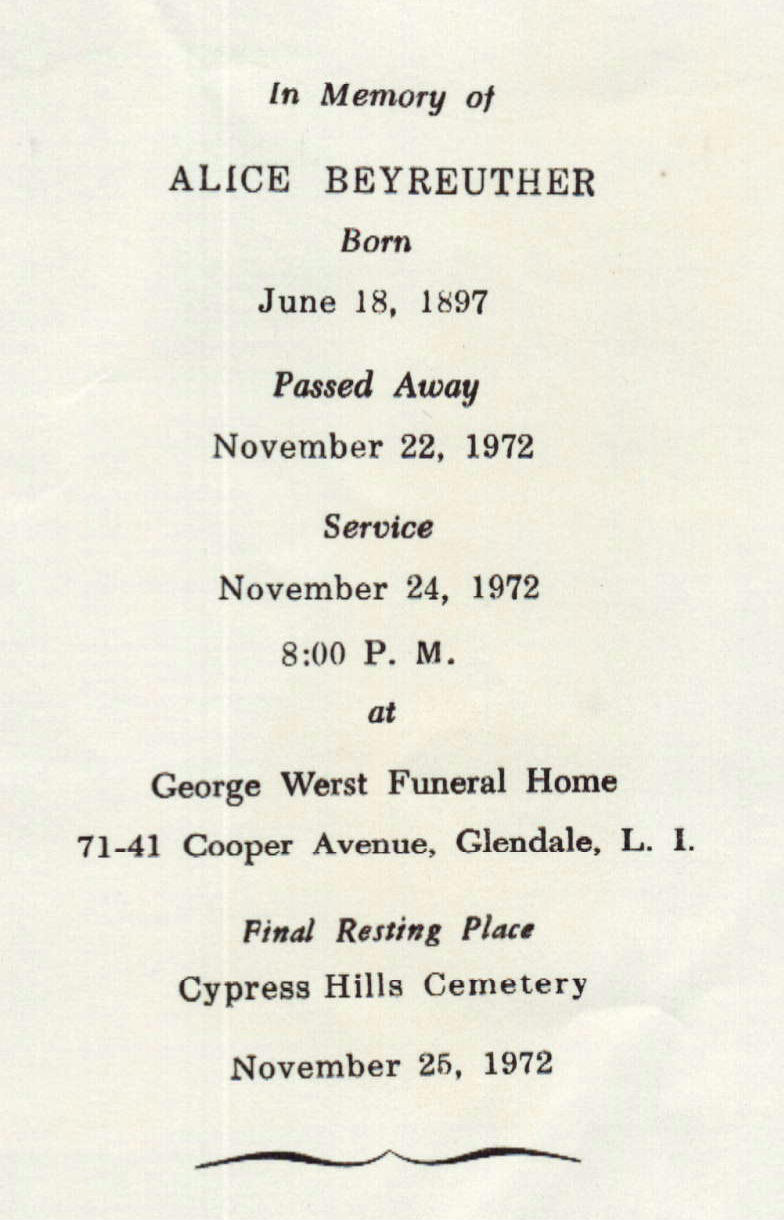 In Memory of
ALICE BEYREUTHER
Born
June 18, 1897
Passed Away
November 22, 1972
Service
November 24, 1972
8:00 P. M.
at
George Werst Funeral Home
71-41 Cooper Avenue, Glendale, L. I.
Final Resting Place
Cypress Hills Cemetery
November 25, 1972